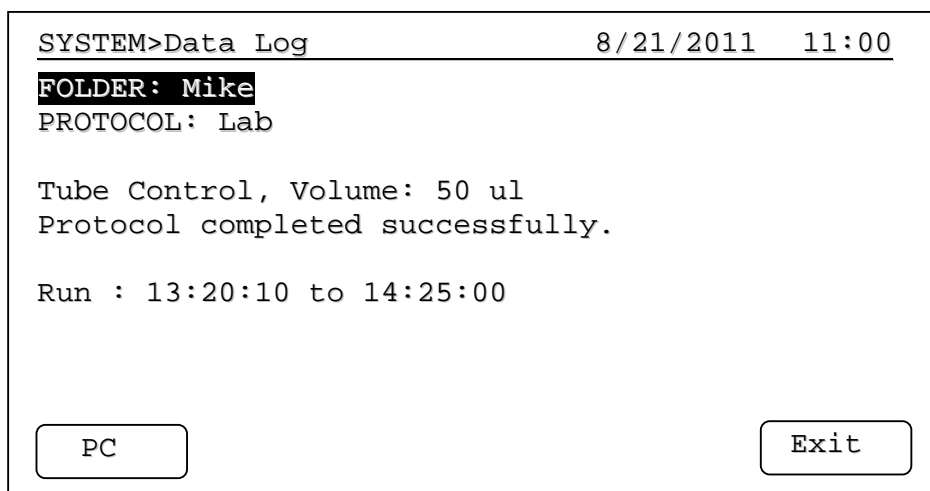 SYSTEM>Data Log 8/21/2011 11:00
FOLDER: Mike
PROTOCOL: Lab
Tube Control, Volume: 50 ul
Protocol completed successfully.
Run : 13:20:10 to 14:25:00
PC Exit